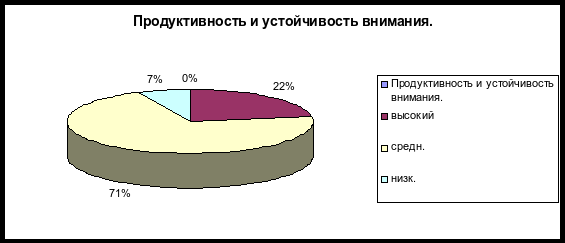 Продуктивность и устойчивость внимания.
7%
0%
22%
71%
Продуктивность и устойчивость
внимания.
высокий
средн.
низк.